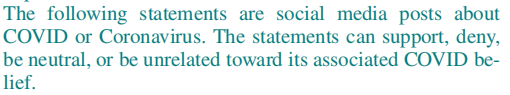 The following statements are social media posts about
COVID or Coronavirus. The statements can support, deny,
be neutral, or be unrelated toward its associated COVID be-
lief.